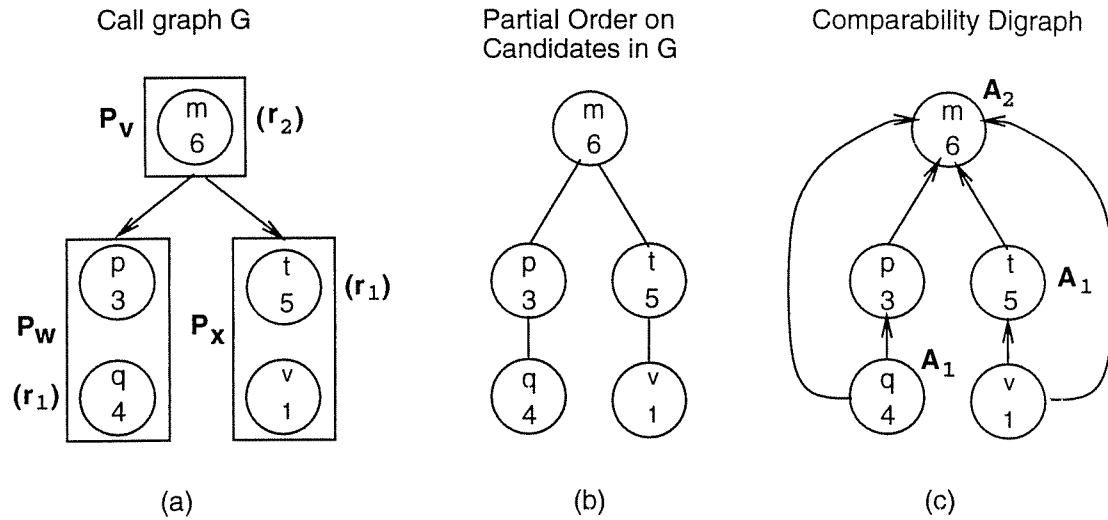 Call graph G
Partial Order on
Candidates in G
Comparability Digraph
m
6
P_V
(r_2)
p
3
q
4
P_W
(r_1)
t
5
v
1
P_X
(r_1)
(a)
m
6
p
3
t
5
q
4
v
1
(b)
m
6
A_2
p
3
t
5
A_1
q
4
A_1
v
1
(c)